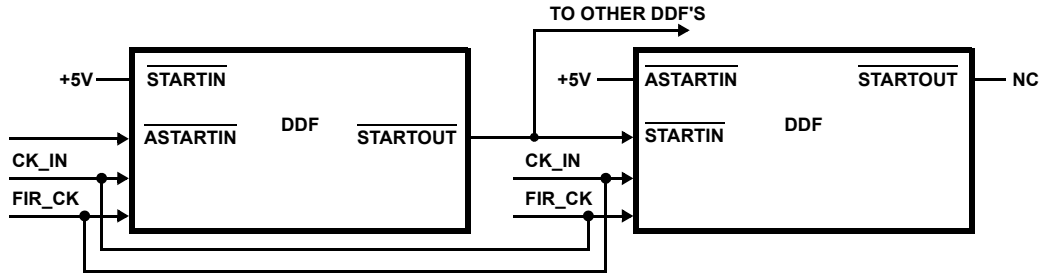 TO OTHER DDF'S
+5V
STARTIN
DDF
ASTARTIN
STARTOUT
CK_IN
FIR_CK
+5V
ASTARTIN
STARTOUT
NC
DDF
STARTIN
CK_IN
FIR_CK